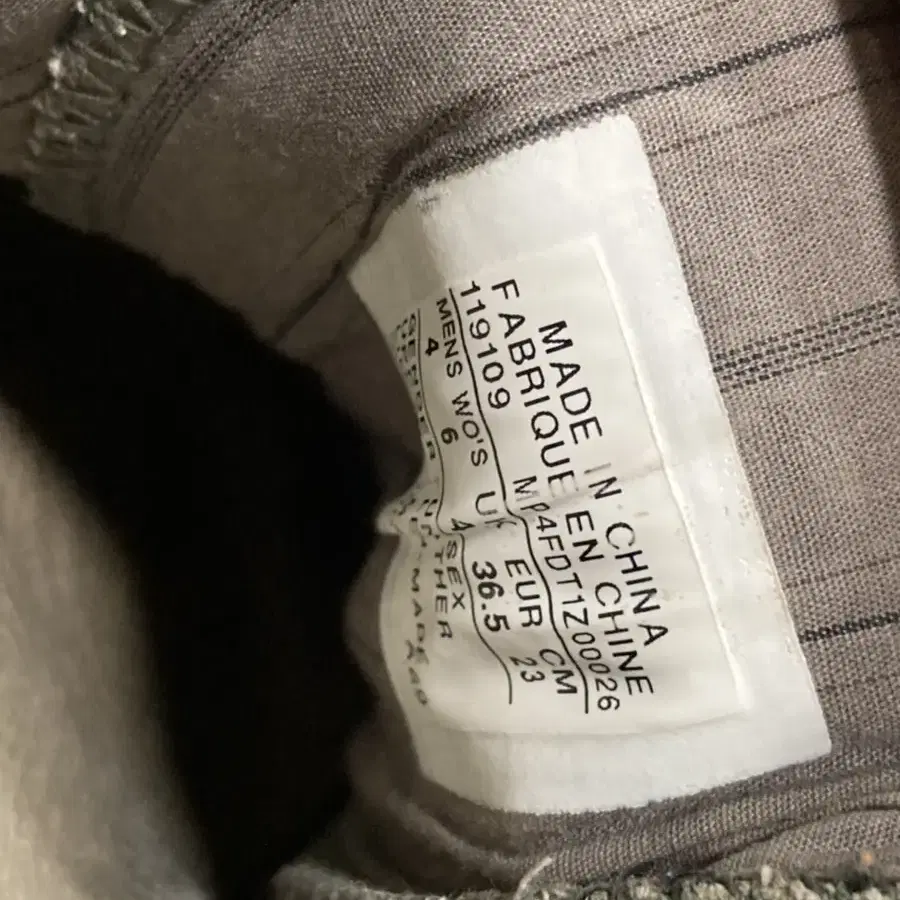 MADE IN CHINA
FABRIQUE EN CHINE
119109 MP4FDT1Z00026
MENS WO'S UK EUR CM
4 6 4 36.5 23
SEX